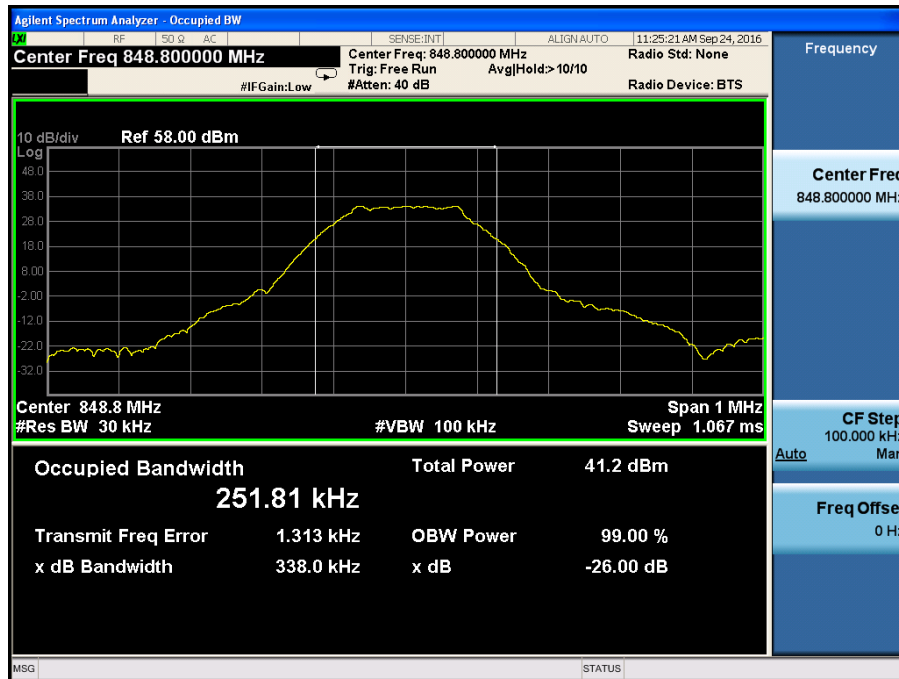 Agilent Spectrum Analyzer - Occupied BW
LXI RF 50 Ω AC SENSE:INT ALIGN AUTO 11:25:21 AM Sep 24, 2016
Center Freq 848.800000 MHz
Center Freq: 848.800000 MHz Radio Std: None
Trig: Free Run Avg|Hold:>10/10
#IFGain:Low #Atten: 40 dB Radio Device: BTS
10 dB/div Ref 58.00 dBm
Log
48.0
38.0
28.0
18.0
8.00
-2.00
-12.0
-22.0
-32.0
Center 848.8 MHz Span 1 MHz
#Res BW 30 kHz #VBW 100 kHz Sweep 1.067 ms
Occupied Bandwidth Total Power 41.2 dBm
251.81 kHz
Transmit Freq Error 1.313 kHz OBW Power 99.00 %
x dB Bandwidth 338.0 kHz x dB -26.00 dB
MSG STATUS
Frequency
Center Freq
848.800000 MHz
CF Step
100.000 kHz
Auto Man
Freq Offset
0 Hz